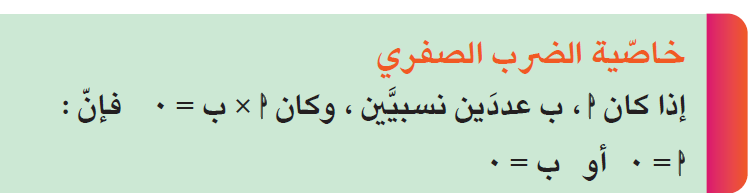 خاصّية الضرب الصفري
إذا كان أ ، ب عددَين نسبيَّين ، وكان أ × ب = ٠ فإنّ :
أ = ٠ أو ب = ٠